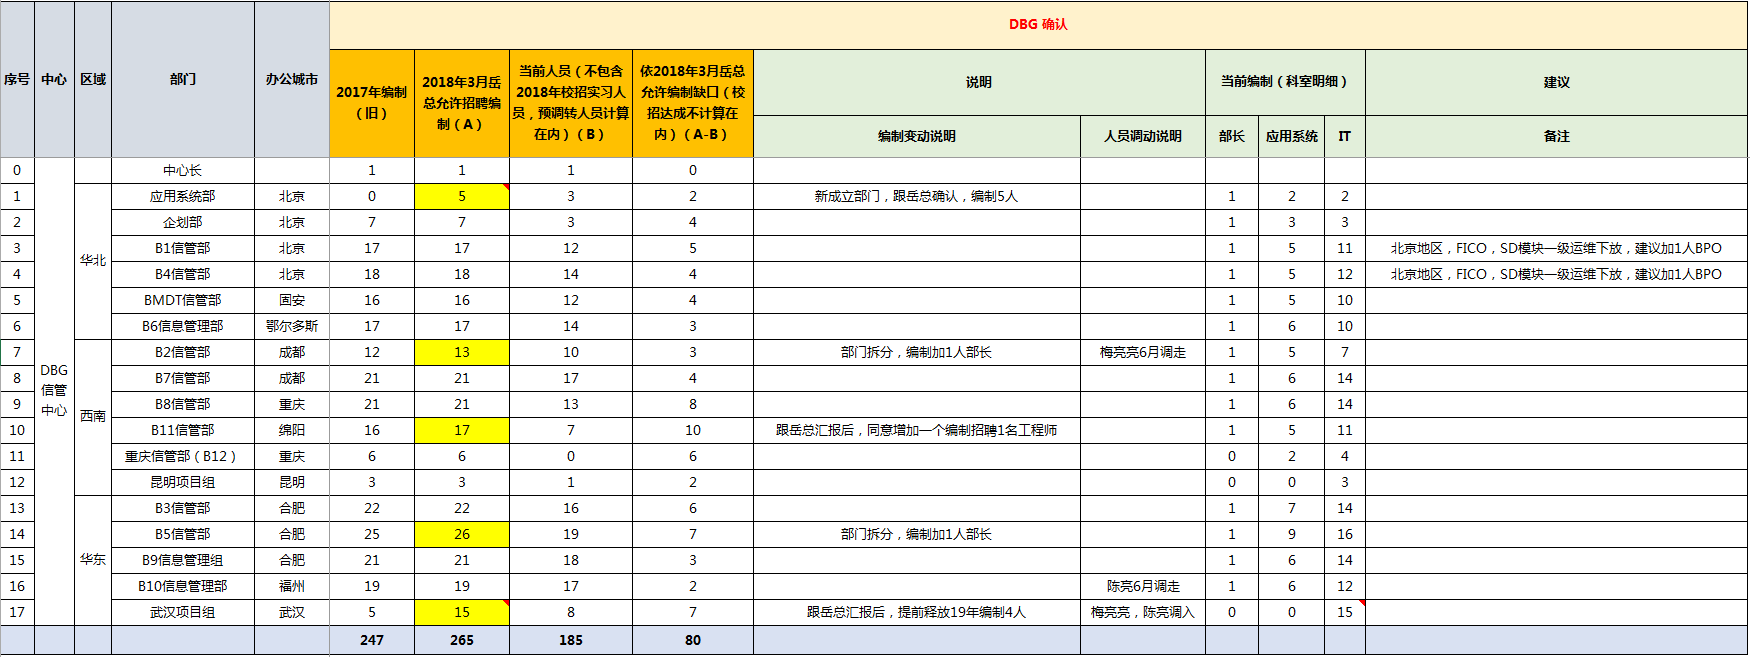 DBG 确认
序号 中心 区域 部门 办公城市 2017年编制（旧） 2018年3月岳总允许招聘编制（A） 当前人员（不包含2018年校招实习人员，预调转人员计算在内）（B） 依2018年3月岳总允许编制缺口（校招达成不计算在内）（A-B） 说明 当前编制（科室明细） 建议
编制变动说明 人员调动说明 部长 应用系统 IT 备注
0 中心长 1 1 1 0
1 应用系统部 北京 0 5 3 2 新成立部门，跟岳总确认，编制5人 1 2 2
2 企划部 北京 7 7 3 4 1 3 3
3 B1信管部 北京 17 17 12 5 1 5 11 北京地区，FICO，SD模块一级运维下放，建议加1人BPO
华北
4 B4信管部 北京 18 18 14 4 1 5 12 北京地区，FICO，SD模块一级运维下放，建议加1人BPO
5 BMDT信管部 固安 16 16 12 4 1 5 10
6 B6信息管理部 鄂尔多斯 17 17 14 3 1 6 10
7 B2信管部 成都 12 13 10 3 部门拆分，编制加1人部长 梅亮亮6月调走 1 5 7
DBG
信管
中心
8 B7信管部 成都 21 21 17 4 1 6 14
9 B8信管部 重庆 21 21 13 8 1 6 14
西南
10 B11信管部 绵阳 16 17 7 10 跟岳总汇报后，同意增加一个编制招聘1名工程师 1 5 11
11 重庆信管部（B12） 重庆 6 6 0 6 0 2 4
12 昆明项目组 昆明 3 3 1 2 0 0 3
13 B3信管部 合肥 22 22 16 6 1 7 14
14 B5信管部 合肥 25 26 19 7 部门拆分，编制加1人部长 1 9 16
15 华东 B9信息管理组 合肥 21 21 18 3 1 6 14
16 B10信息管理部 福州 19 19 17 2 陈亮6月调走 1 6 12
17 武汉项目组 武汉 5 15 8 7 跟岳总汇报后，提前释放19年编制4人 梅亮亮，陈亮调入 0 0 15
247 265 185 80